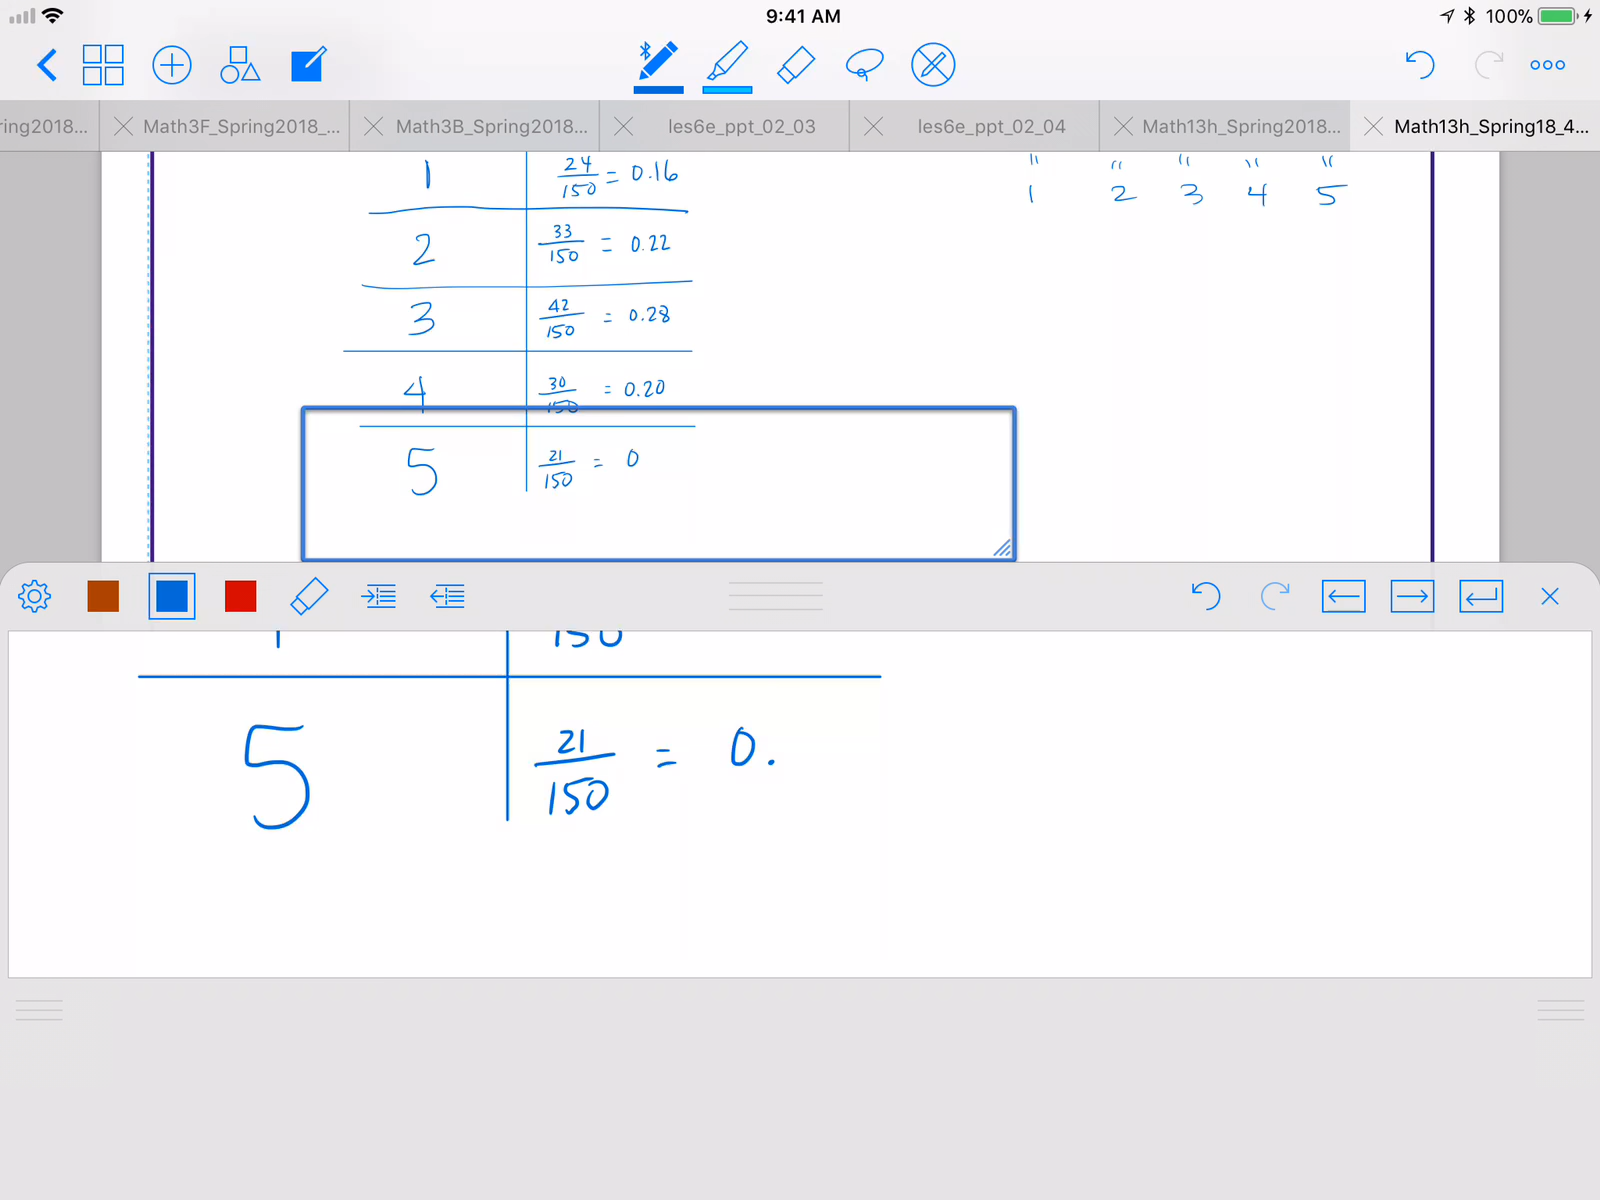 9:41 AM 100%
ring2018... Math3F_Spring2018_... Math3B_Spring2018... les6e_ppt_02_03 les6e_ppt_02_04 Math13h_Spring2018... Math13h_Spring18_4...
1 24/150 = 0.16
" " " " "
1 2 3 4 5
2 33/150 = 0.22
3 42/150 = 0.28
4 30/150 = 0.20
5 21/150 = 0
150
5 21/150 = 0.